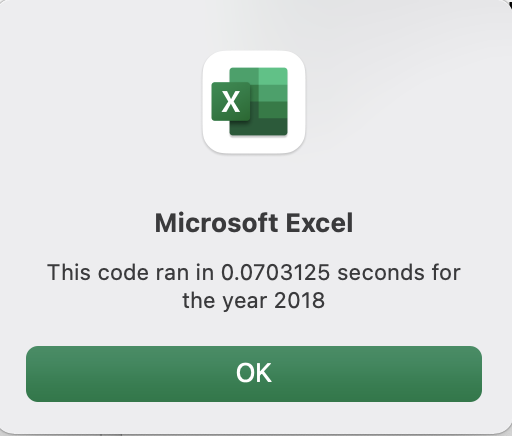 X
Microsoft Excel
This code ran in 0.0703125 seconds for
the year 2018
OK